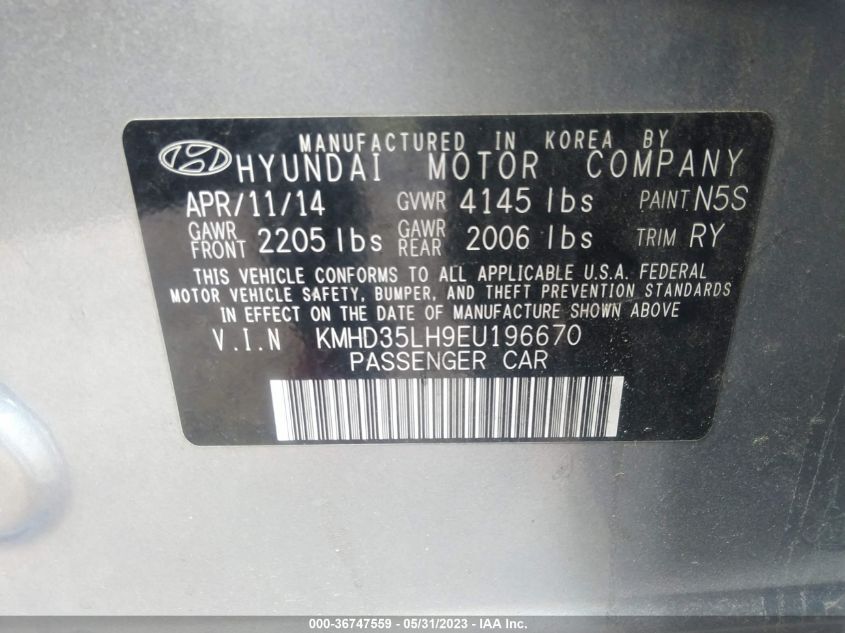 MANUFACTURED IN KOREA BY
HYUNDAI MOTOR COMPANY
APR/11/14 GVWR 4145 lbs PAINT N5S
GAWR FRONT 2205 lbs GAWR REAR 2006 lbs TRIM RY
THIS VEHICLE CONFORMS TO ALL APPLICABLE U.S.A. FEDERAL
MOTOR VEHICLE SAFETY, BUMPER, AND THEFT PREVENTION STANDARDS
IN EFFECT ON THE DATE OF MANUFACTURE SHOWN ABOVE
V.I.N KMHD35LH9EU196670
PASSENGER CAR
000-36747559 - 05/31/2023 - IAA Inc.